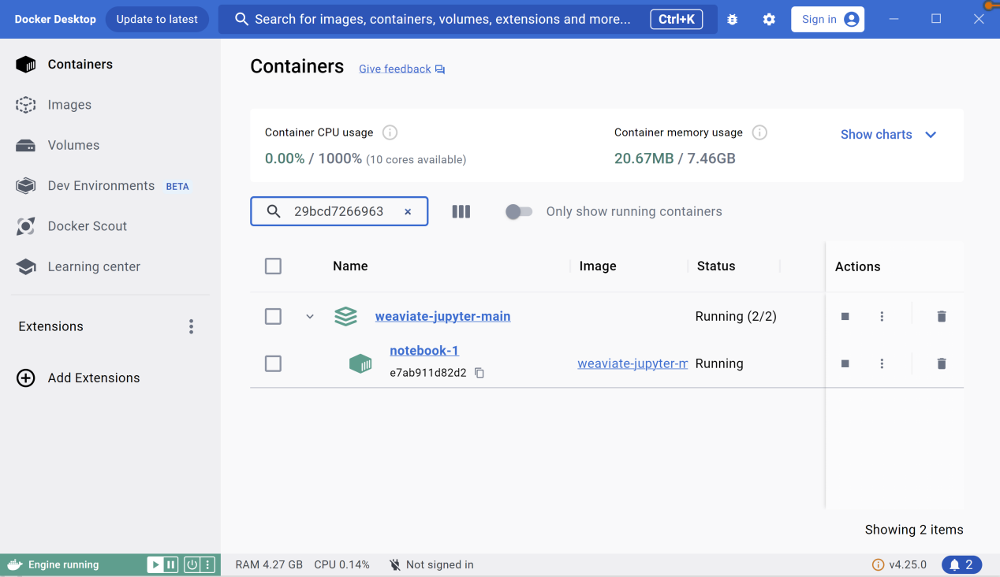 Docker Desktop
Update to latest
Search for images, containers, volumes, extensions and more...
Ctrl+K
Sign in
Containers
Images
Volumes
Dev Environments BETA
Docker Scout
Learning center
Extensions
Add Extensions
Containers
Give feedback
Container CPU usage
0.00% / 1000% (10 cores available)
Container memory usage
20.67MB / 7.46GB
Show charts
29bcd7266963
Only show running containers
Name Image Status Actions
weaviate-jupyter-main Running (2/2)
notebook-1
e7ab911d82d2
weaviate-jupyter-m Running
Showing 2 items
Engine running
RAM 4.27 GB CPU 0.14% Not signed in
v4.25.0
2